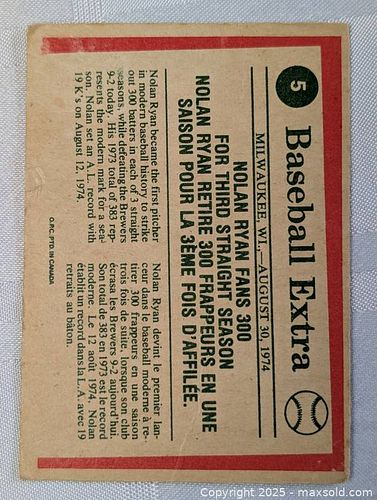 5
Baseball Extra
MILWAUKEE, WI.,—AUGUST 30, 1974
NOLAN RYAN FANS 300
FOR THIRD STRAIGHT SEASON
NOLAN RYAN RETIRE 300 FRAPPEURS EN UNE
SAISON POUR LA 3ÈME FOIS D'AFFILÉE.
Nolan Ryan became the first pitcher
in modern baseball history to strike
out 300 batters in each of 3 straight
seasons, while defeating the Brewers
9-2 today. His 1973 total of 383 rep-
resents the modern mark for a sea-
son. Nolan set an A.L. record with
19 K's on August 12, 1974.
Nolan Ryan devint le premier lan-
ceur dans le baseball moderne à re-
tirer 300 frappeurs en une saison
trois fois de suite, lorsque son club
écrasa les Brewers 9-2 aujourd'hui.
Son total de 383 en 1973 est le record
moderne. Le 12 août 1974, Nolan
établit un record dans la L.A. avec 19
retraits au bâton.
O.P.C. PTD. IN CANADA
Copyright © 2025 - maxsold.com